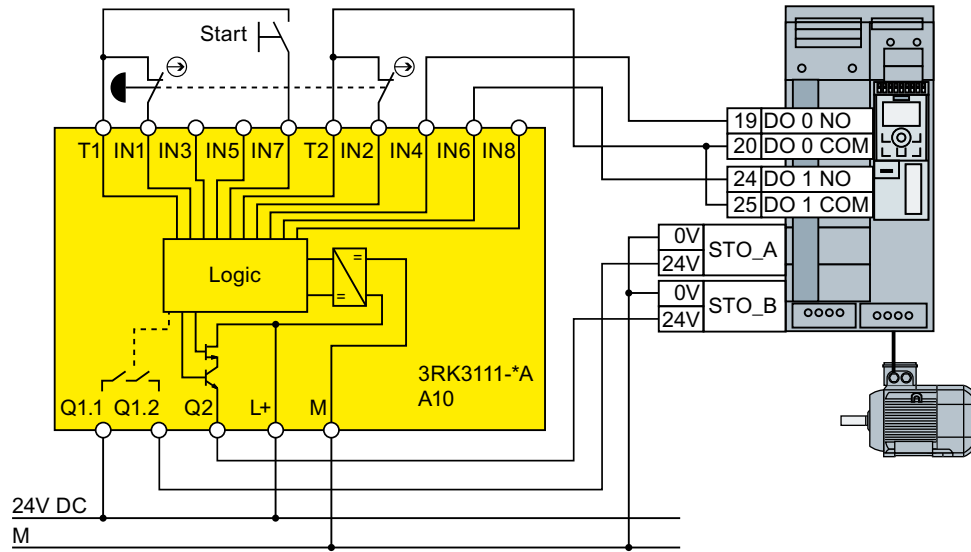 Start
19 DO 0 NO
20 DO 0 COM
24 DO 1 NO
25 DO 1 COM
T1 IN1 IN3 IN5 IN7 T2 IN2 IN4 IN6 IN8
0V
24V
STO_A
0V
24V
STO_B
Logic
=
=
3RK3111-*A
A10
Q1.1 Q1.2 Q2 L+ M
24V DC
M